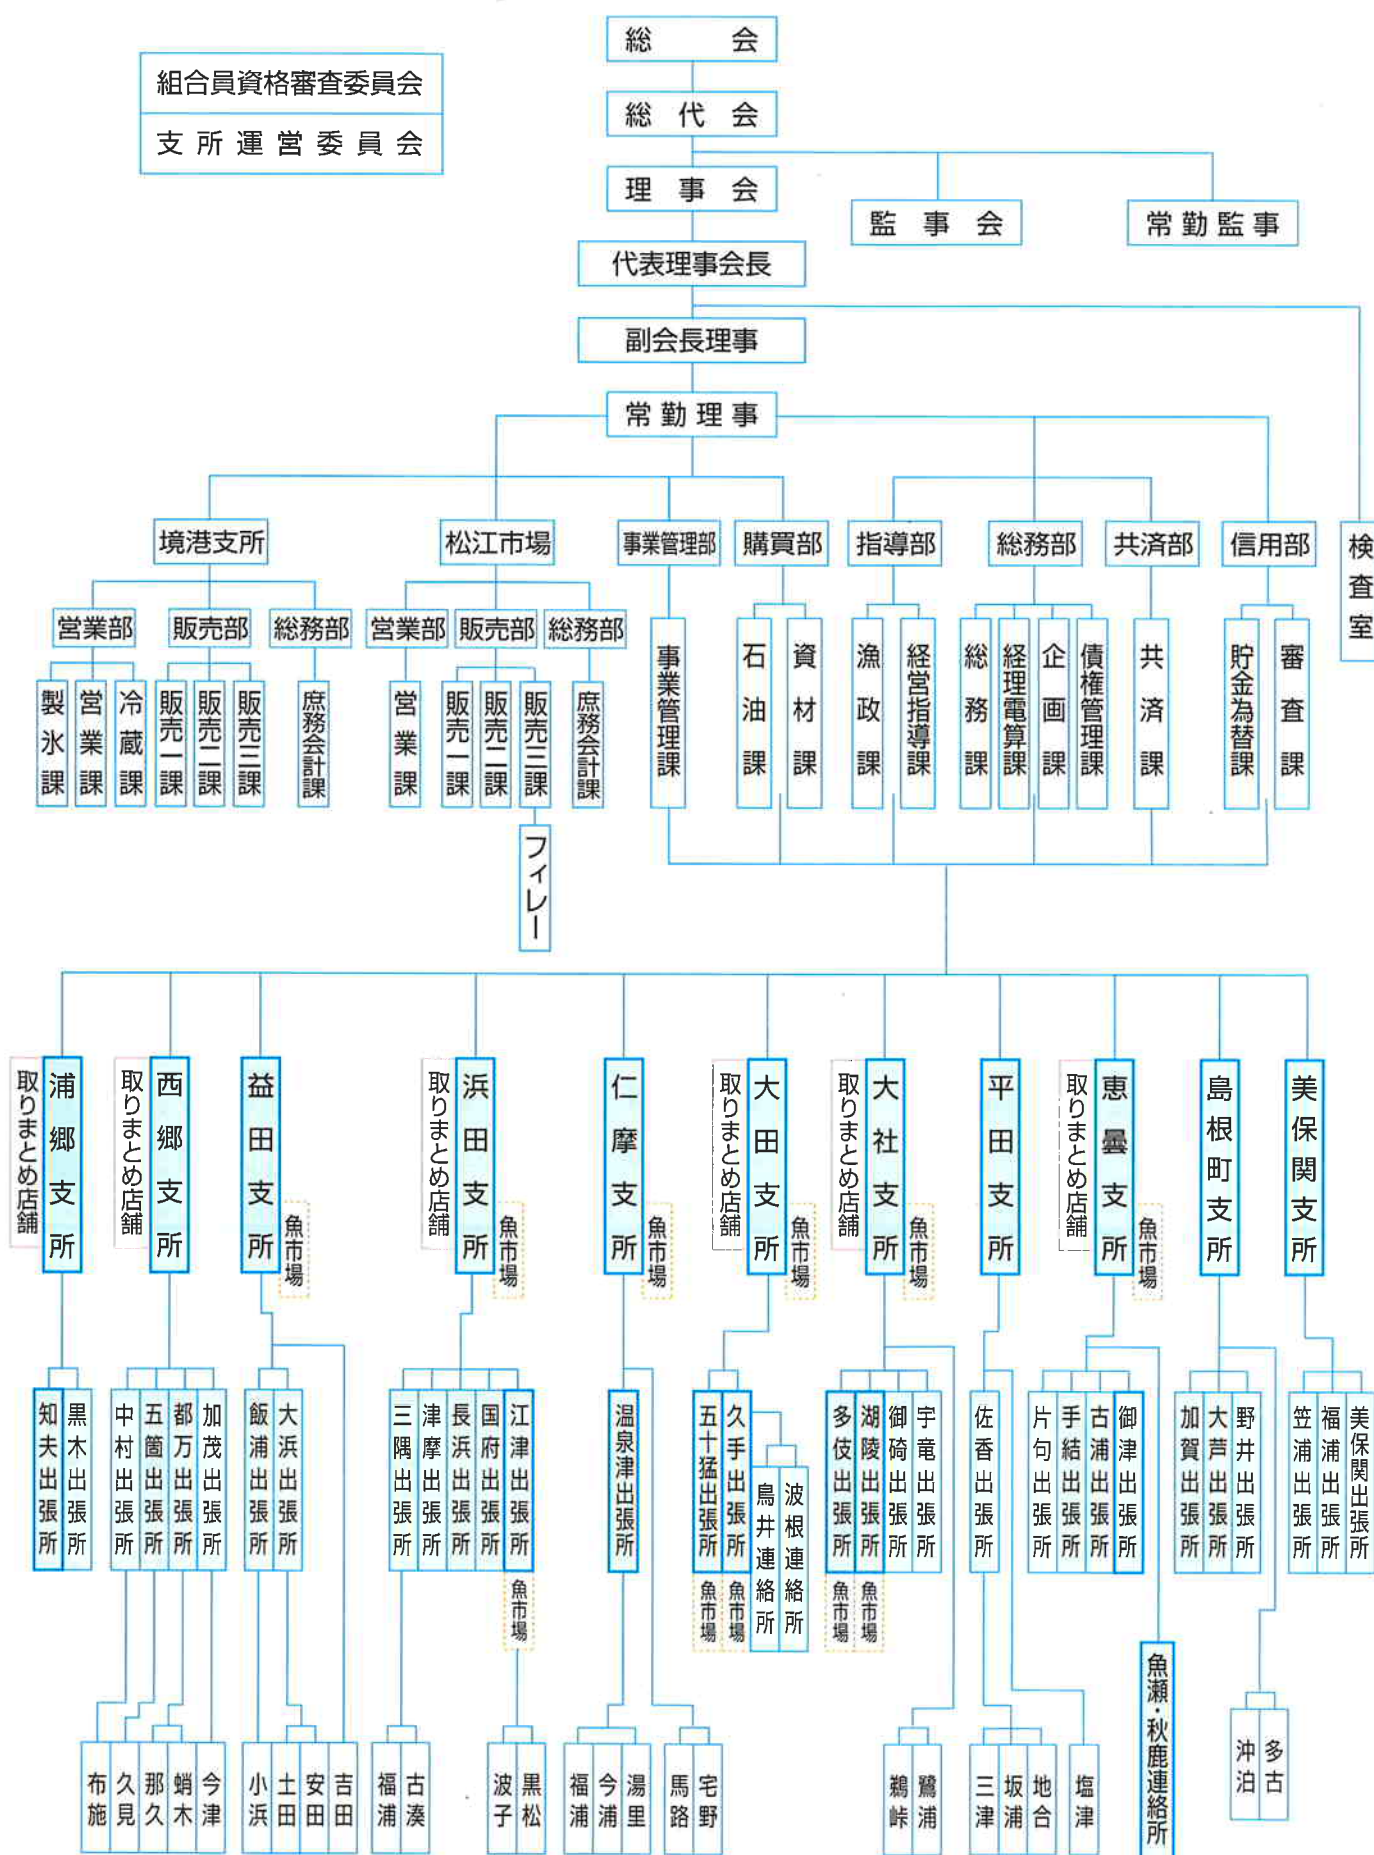 総会
組合員資格審査委員会
支所運営委員会
総代会
理事会
監事会
常勤監事
代表理事会長
副会長理事
常勤理事
境港支所
松江市場
事業管理部
購買部
指導部
総務部
共済部
信用部
検査室
営業部
販売部
総務部
営業部
販売部
総務部
製氷課
営業課
冷蔵課
販売一課
販売二課
販売三課
庶務会計課
営業課
販売一課
販売二課
販売三課
庶務会計課
事業管理課
石油課
資材課
漁政課
経営指導課
総務課
経理電算課
企画課
債権管理課
共済課
貯金為替課
審査課
フィレー
取りまとめ店舗
浦郷支所
取りまとめ店舗
西郷支所
益田支所
魚市場
取りまとめ店舗
浜田支所
魚市場
仁摩支所
魚市場
取りまとめ店舗
大田支所
魚市場
取りまとめ店舗
大社支所
魚市場
平田支所
取りまとめ店舗
恵曇支所
魚市場
島根町支所
美保関支所
知夫出張所
黒木出張所
中村出張所
五箇出張所
都万出張所
加茂出張所
飯浦出張所
大浜出張所
三隅出張所
津摩出張所
長浜出張所
国府出張所
江津出張所
魚市場
温泉津出張所
五十猛出張所
魚市場
久手出張所
魚市場
鳥井連絡所
波根連絡所
多伎出張所
魚市場
湖陵出張所
魚市場
御碕出張所
宇竜出張所
佐香出張所
片句出張所
手結出張所
古浦出張所
御津出張所
加賀出張所
大芦出張所
野井出張所
笠浦出張所
福浦出張所
美保関出張所
布施
久見
那久
蛸木
今津
小浜
土田
安田
吉田
福浦
古湊
波子
黒松
福浦
今浦
湯里
馬路
宅野
鵜峠
鷺浦
三津
坂浦
地合
塩津
魚瀬・秋鹿連絡所
沖泊
多古